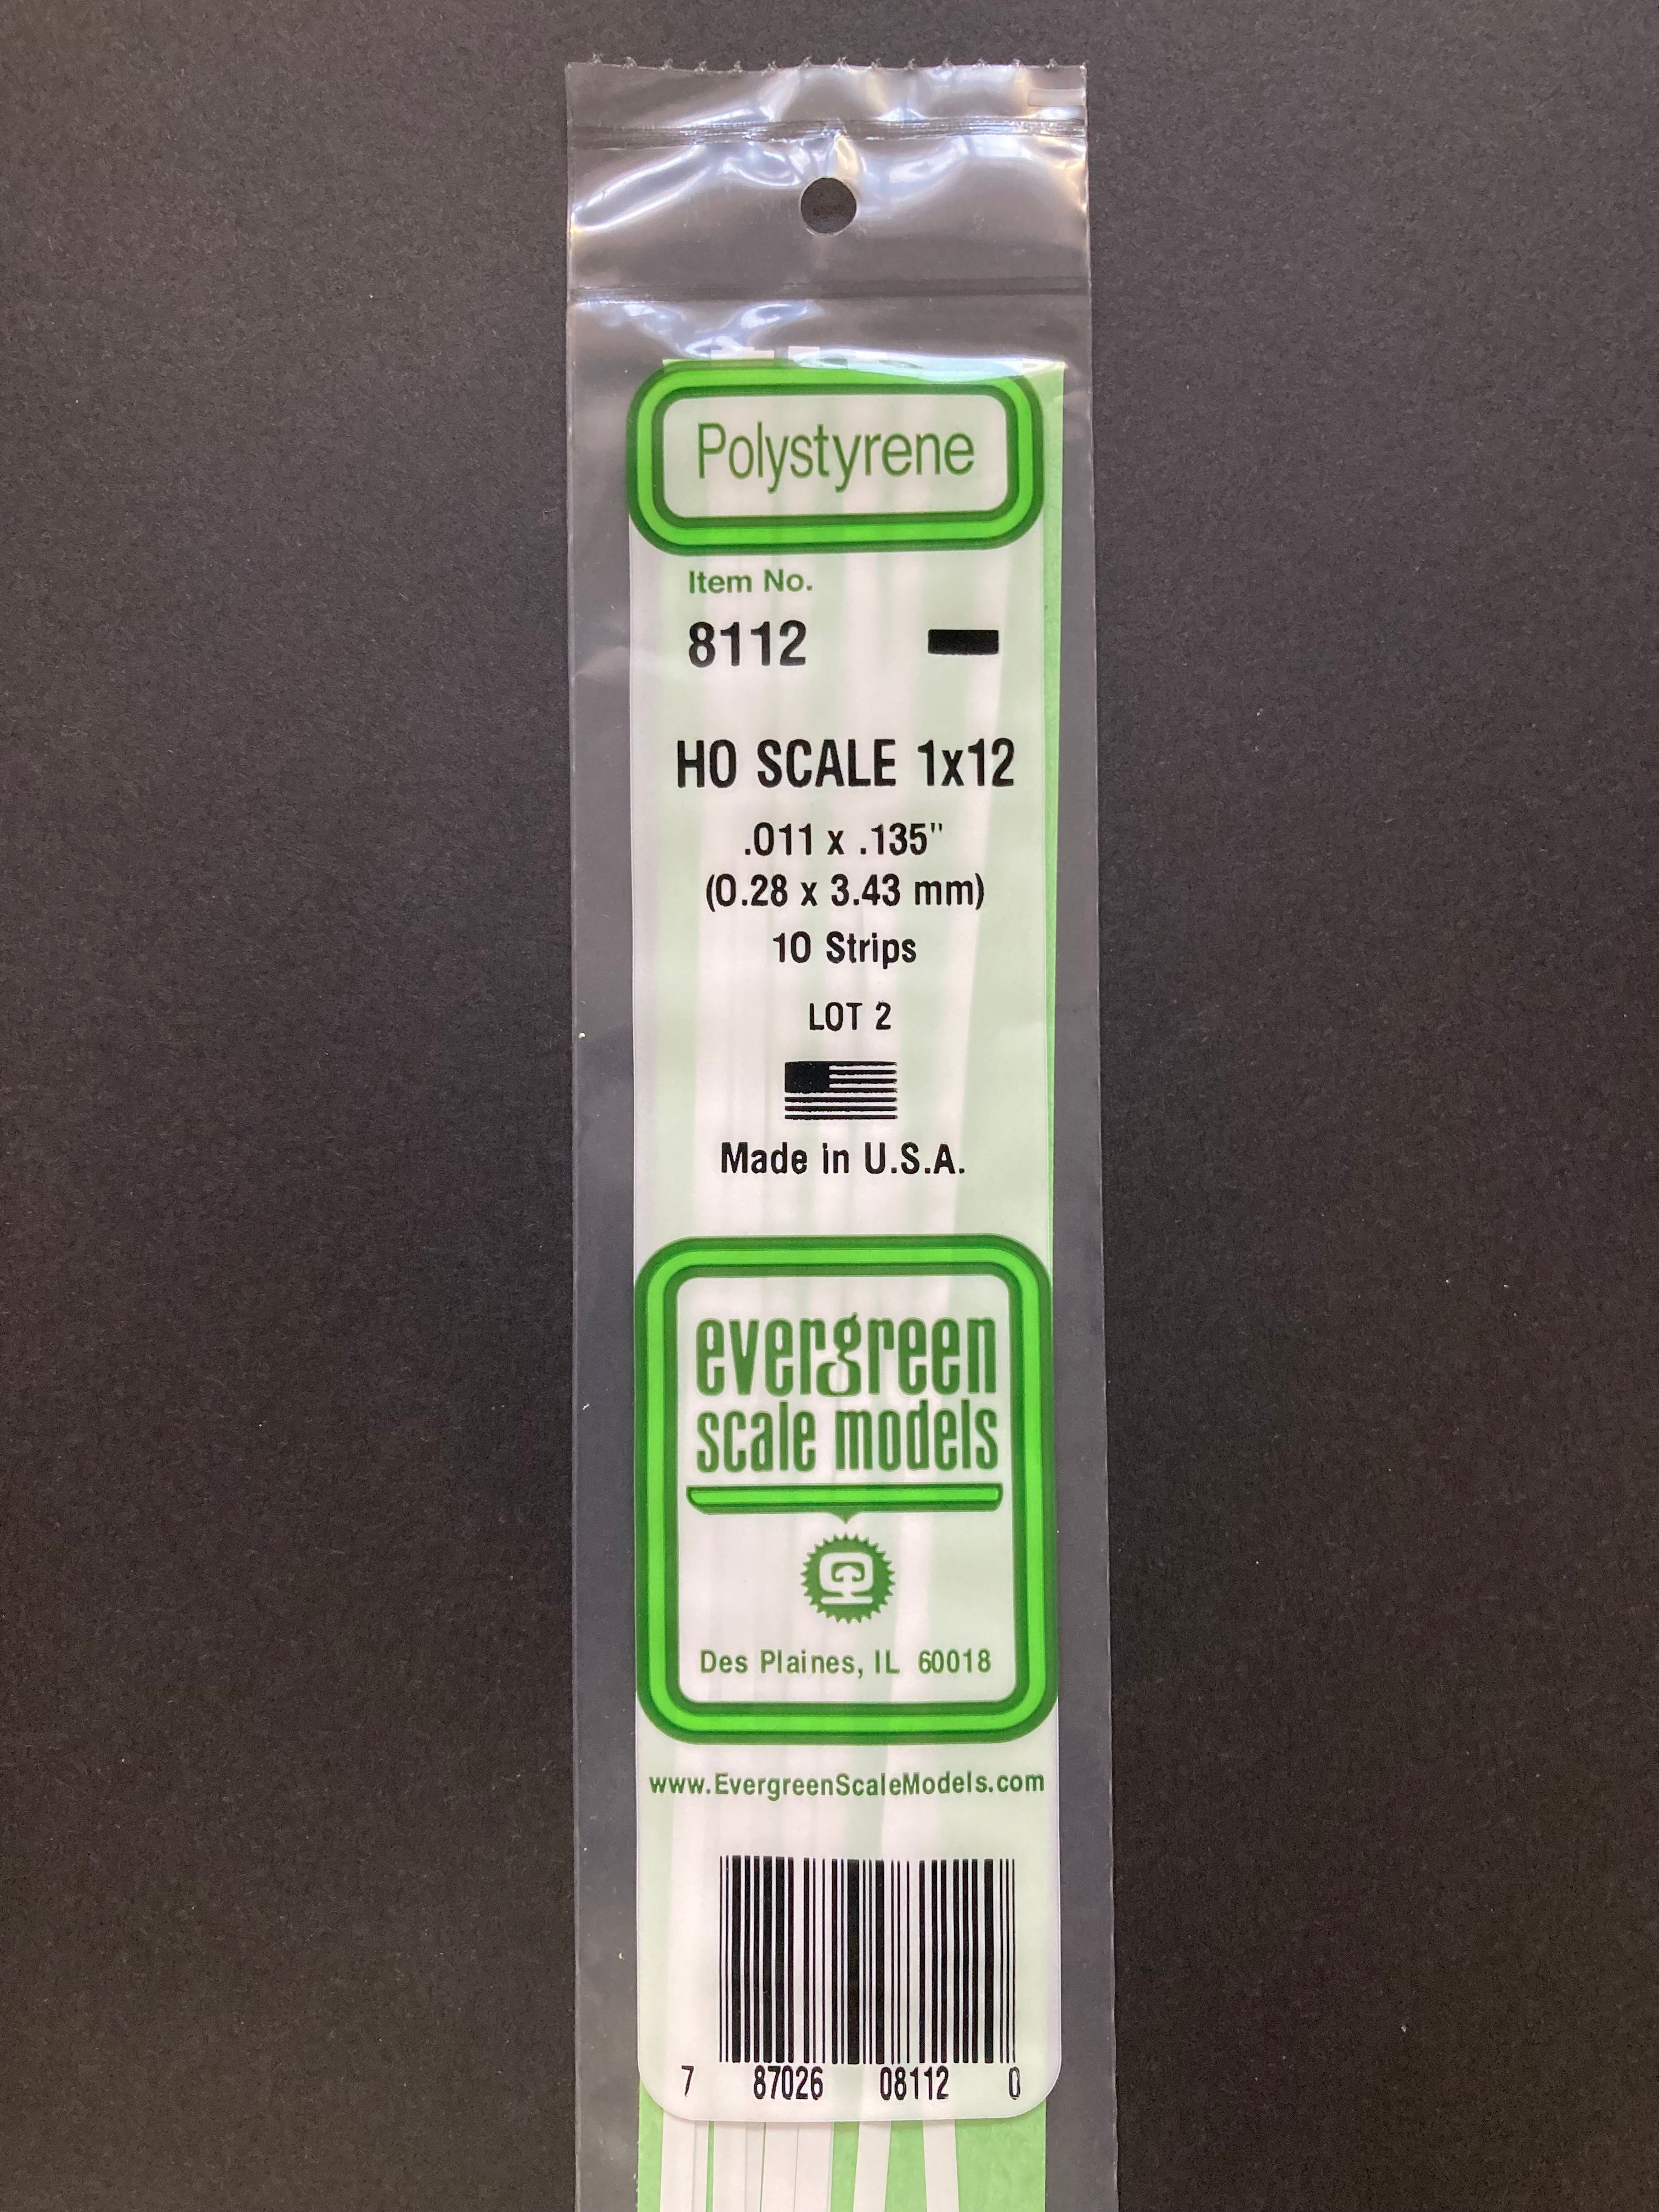 Polystyrene
Item No.
8112
HO SCALE 1x12
.011 x .135"
(0.28 x 3.43 mm)
10 Strips
LOT 2
Made in U.S.A.
evergreen
scale models
Des Plaines, IL 60018
www.EvergreenScaleModels.com
7 87026 08112 0